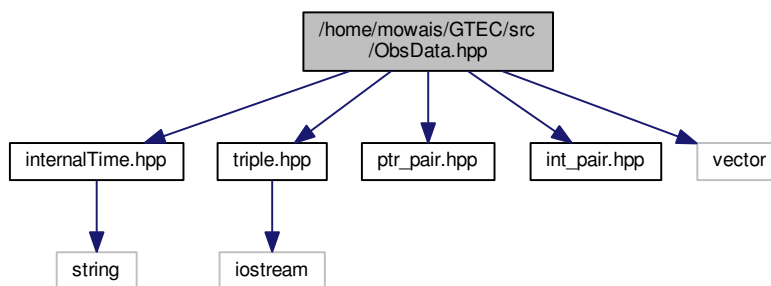 /home/mowais/GTEC/src
/ObsData.hpp
internalTime.hpp
triple.hpp
ptr_pair.hpp
int_pair.hpp
vector
string
iostream